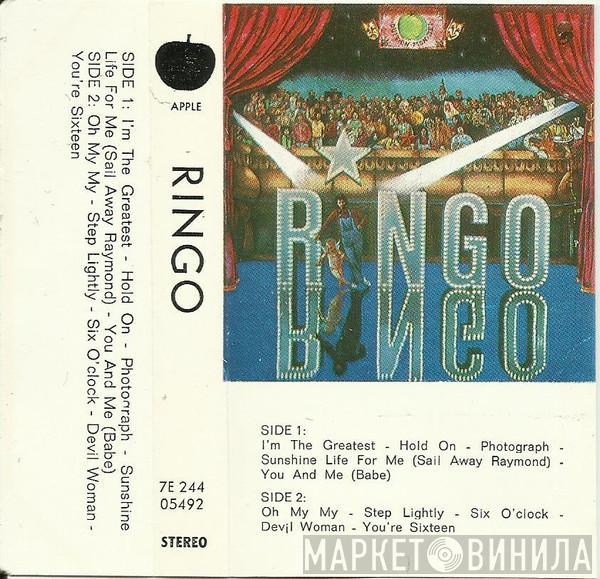 SIDE 1: I'm The Greatest - Hold On - Photograph - Sunshine
Life For Me (Sail Away Raymond) - You And Me (Babe)
SIDE 2: Oh My My - Step Lightly - Six O'clock - Devil Woman -
You're Sixteen
APPLE
RINGO
7E 244
05492
STEREO
RINGO
SIDE 1:
I'm The Greatest - Hold On - Photograph -
Sunshine Life For Me (Sail Away Raymond) -
You And Me (Babe)
SIDE 2:
Oh My My - Step Lightly - Six O'clock -
Devil Woman - You're Sixteen
МАРКЕТ ВИНИЛА